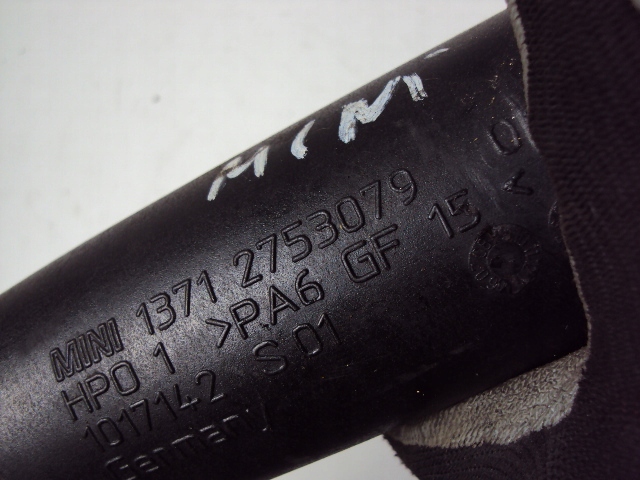 MINI
MINI 1371 2753079
HPO 1 >PA6 GF 15 <
1017142 S 01
Germany